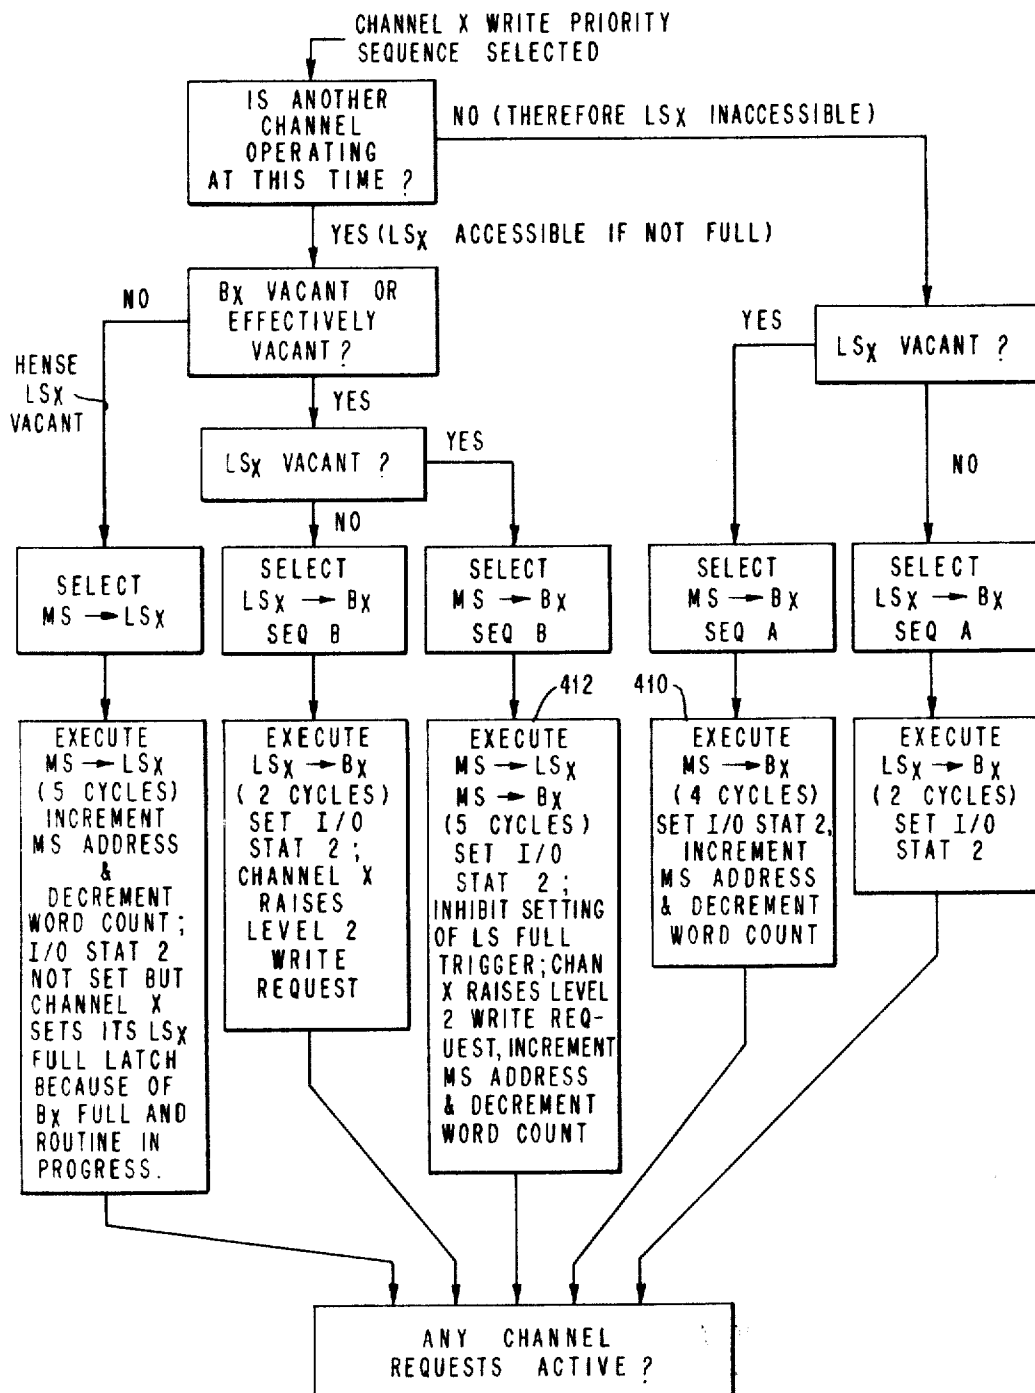 CHANNEL X WRITE PRIORITY
SEQUENCE SELECTED
IS ANOTHER
CHANNEL
OPERATING
AT THIS TIME ?
NO (THEREFORE LSX INACCESSIBLE)
YES (LSX ACCESSIBLE IF NOT FULL)
NO
BX VACANT OR
EFFECTIVELY
VACANT ?
YES
LSX VACANT ?
HENSE
LSX
VACANT
YES
LSX VACANT ?
YES
NO
NO
SELECT
MS → LSX
SELECT
LSX → BX
SEQ B
SELECT
MS → BX
SEQ B
SELECT
MS → BX
SEQ A
SELECT
LSX → BX
SEQ A
412
410
EXECUTE
MS → LSX
(5 CYCLES)
INCREMENT
MS ADDRESS
&
DECREMENT
WORD COUNT;
I/O STAT 2
NOT SET BUT
CHANNEL X
SETS ITS LSX
FULL LATCH
BECAUSE OF
BX FULL AND
ROUTINE IN
PROGRESS.
EXECUTE
LSX → BX
(2 CYCLES)
SET I/O
STAT 2;
CHANNEL X
RAISES
LEVEL 2
WRITE
REQUEST
EXECUTE
MS → LSX
MS → BX
(5 CYCLES)
SET I/O
STAT 2;
INHIBIT SETTING
OF LS FULL
TRIGGER; CHAN
X RAISES LEVEL
2 WRITE REQ-
UEST, INCREMENT
MS ADDRESS
& DECREMENT
WORD COUNT
EXECUTE
MS → BX
(4 CYCLES)
SET I/O STAT 2,
INCREMENT
MS ADDRESS
& DECREMENT
WORD COUNT
EXECUTE
LSX → BX
(2 CYCLES)
SET I/O
STAT 2
ANY CHANNEL
REQUESTS ACTIVE ?